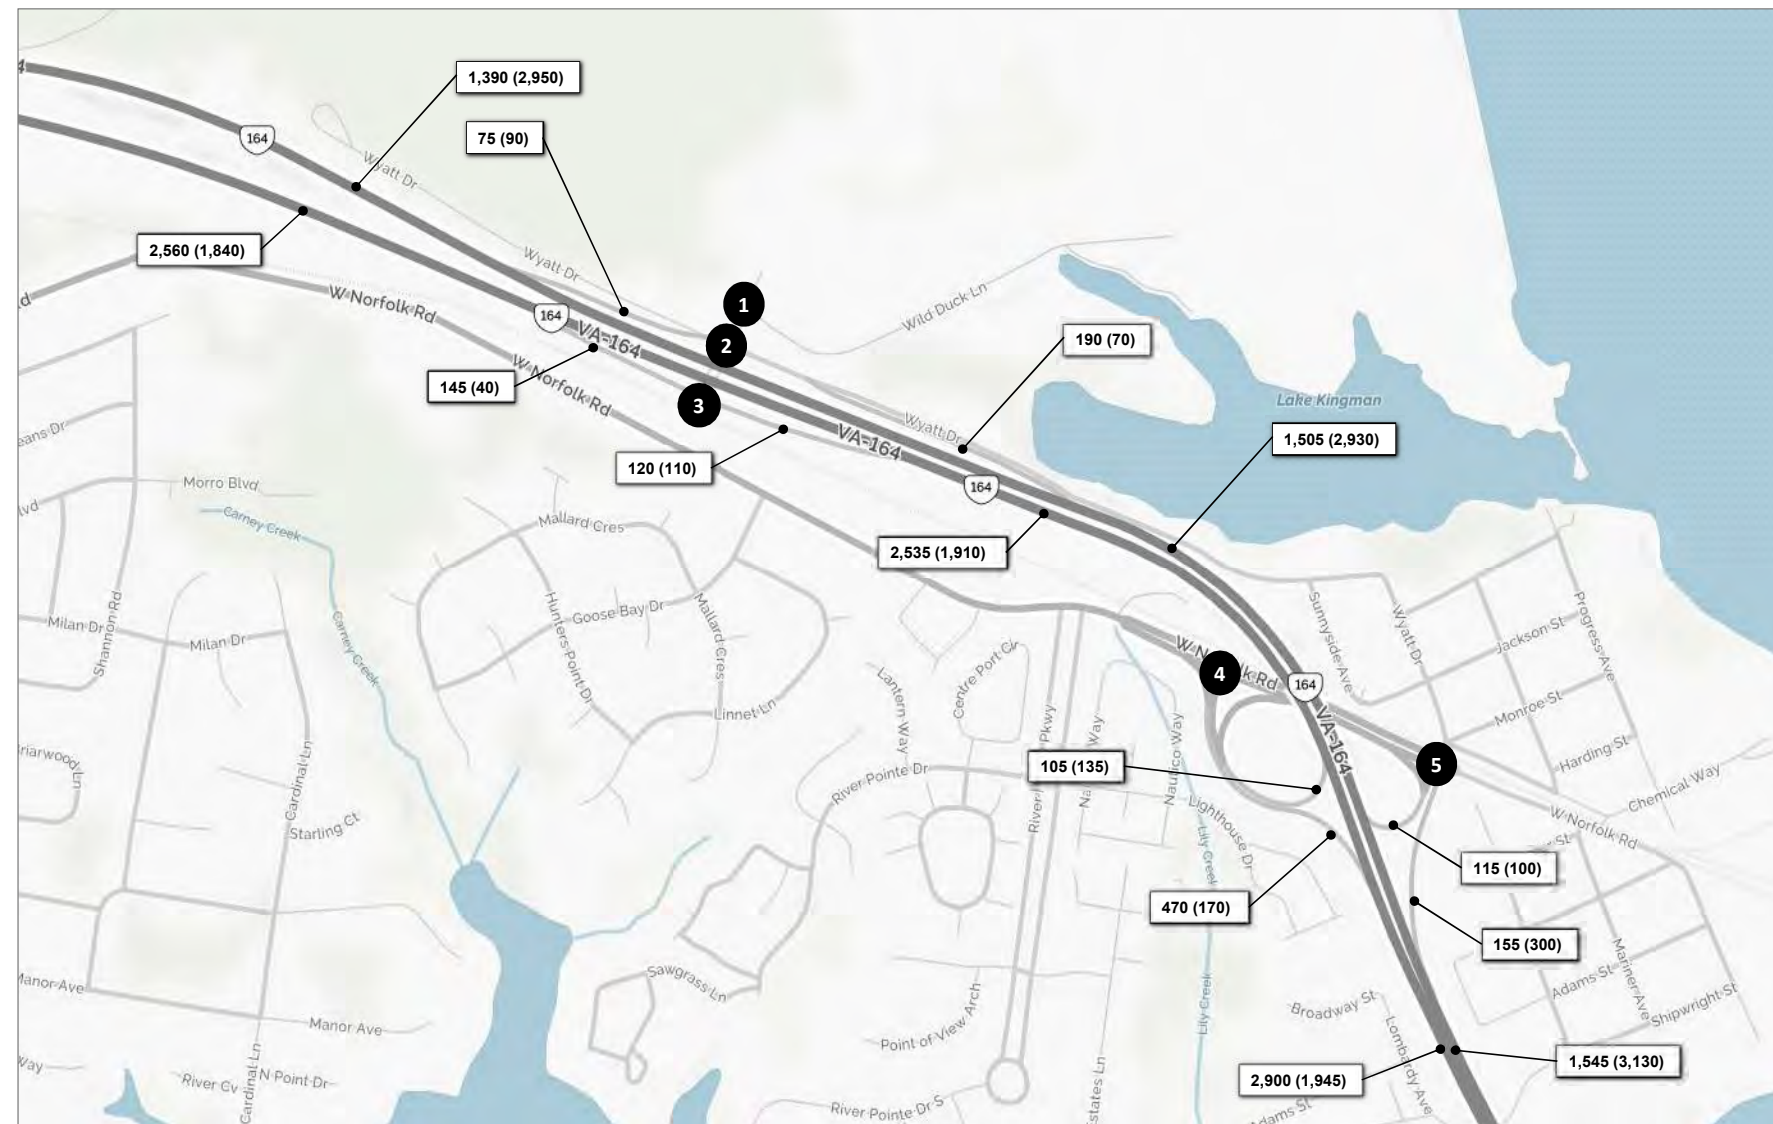 4
1,390 (2,950)
75 (90)
164
Wyatt Dr
2,560 (1,840)
Wyatt Dr
W Norfolk Rd
164
VA-164
1
2
Wild Duck Ln
190 (70)
145 (40)
W Norfolk Rd
3
Lake Kingman
Wyatt Dr
VA-164
1,505 (2,930)
120 (110)
164
Morro Blvd
Carney Creek
Mallard Cres
2,535 (1,910)
Milan Dr
Shannon Rd
Milan Dr
Carney Creek
Hunters Point Dr
Goose Bay Dr
Mallard Cres
Linnet Ln
Sunnyside Ave
Wyatt Dr
Progress Ave
Jackson St
Monroe St
Harding St
4
164
VA-164
5
Centre Port Cir
Lantern Way
Pkwy
Way
Nautico Way
105 (135)
River Pointe Dr
Cardinal Ln
Starling Ct
Lighthouse Dr
Lily Creek
Chemical Way
W Norfolk Rd
115 (100)
470 (170)
155 (300)
Manor Ave
Sawgrass Ln
Manor Ave
Point of View Arch
Lily Creek
Broadway St
Lombardy Ave
Adams St
Mariner Ave
Shipwright St
Way
River Cv
N Point Dr
Cardinal Ln
River Pointe Dr S
2,900 (1,945)
1,545 (3,130)
Adams St